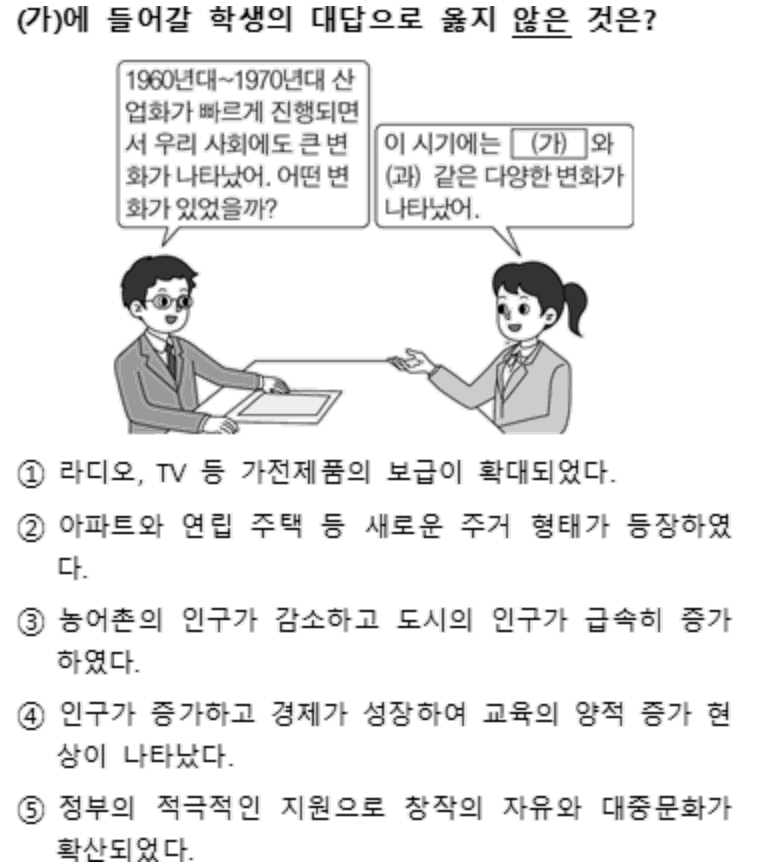 (가)에 들어갈 학생의 대답으로 옳지 않은 것은?
1960년대~1970년대 산
업화가 빠르게 진행되면
서 우리 사회에도 큰 변
화가 나타났어. 어떤 변
화가 있었을까?
이 시기에는 (가) 와
(과) 같은 다양한 변화가
나타났어.
① 라디오, TV 등 가전제품의 보급이 확대되었다.
② 아파트와 연립 주택 등 새로운 주거 형태가 등장하였
다.
③ 농어촌의 인구가 감소하고 도시의 인구가 급속히 증가
하였다.
④ 인구가 증가하고 경제가 성장하여 교육의 양적 증가 현
상이 나타났다.
⑤ 정부의 적극적인 지원으로 창작의 자유와 대중문화가
확산되었다.